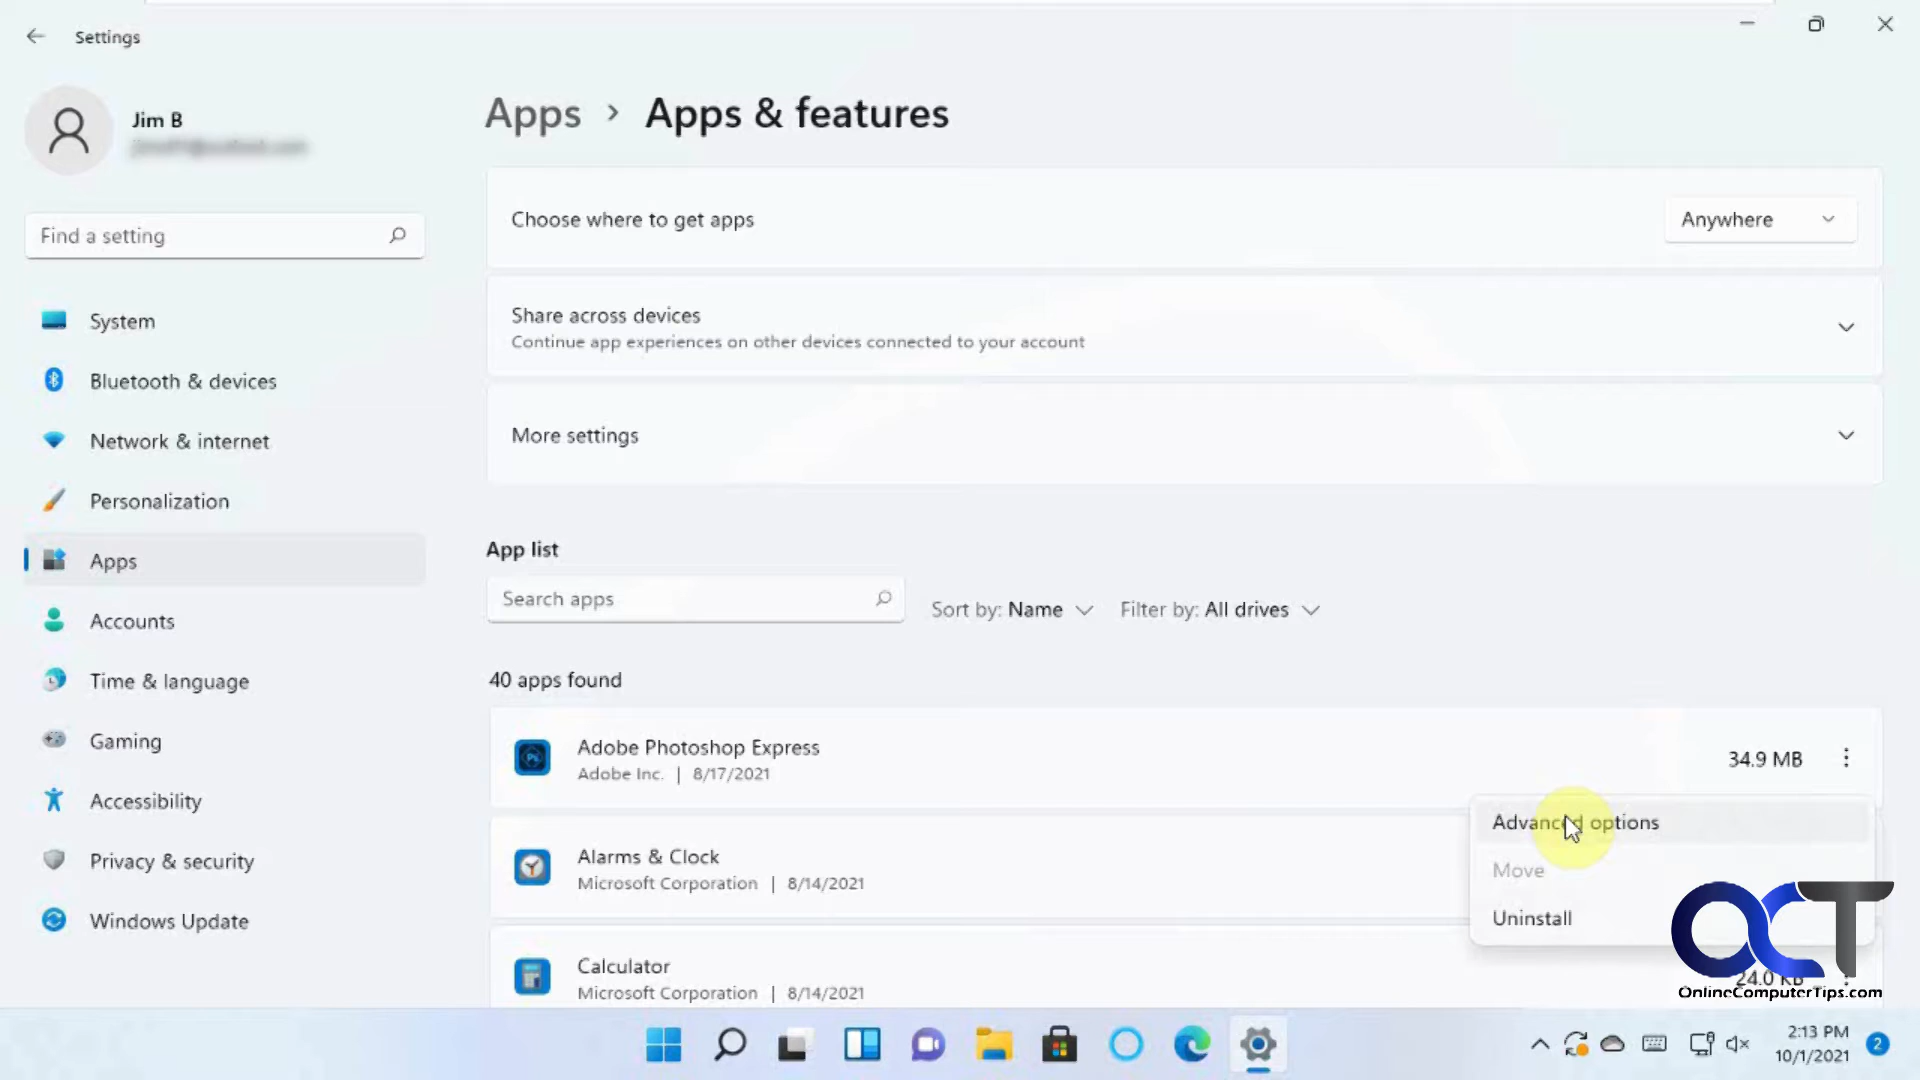 Settings
Jim B
Find a setting
System
Bluetooth & devices
Network & internet
Personalization
Apps
Accounts
Time & language
Gaming
Accessibility
Privacy & security
Windows Update
Apps > Apps & features
Choose where to get apps
Anywhere
Share across devices
Continue app experiences on other devices connected to your account
More settings
App list
Search apps
Sort by: Name
Filter by: All drives
40 apps found
Adobe Photoshop Express
Adobe Inc. | 8/17/2021
34.9 MB
Advanced options
Move
Uninstall
Alarms & Clock
Microsoft Corporation | 8/14/2021
Calculator
Microsoft Corporation | 8/14/2021
24.0 KB
OCT
OnlineComputerTips.com
2:13 PM
10/1/2021
2